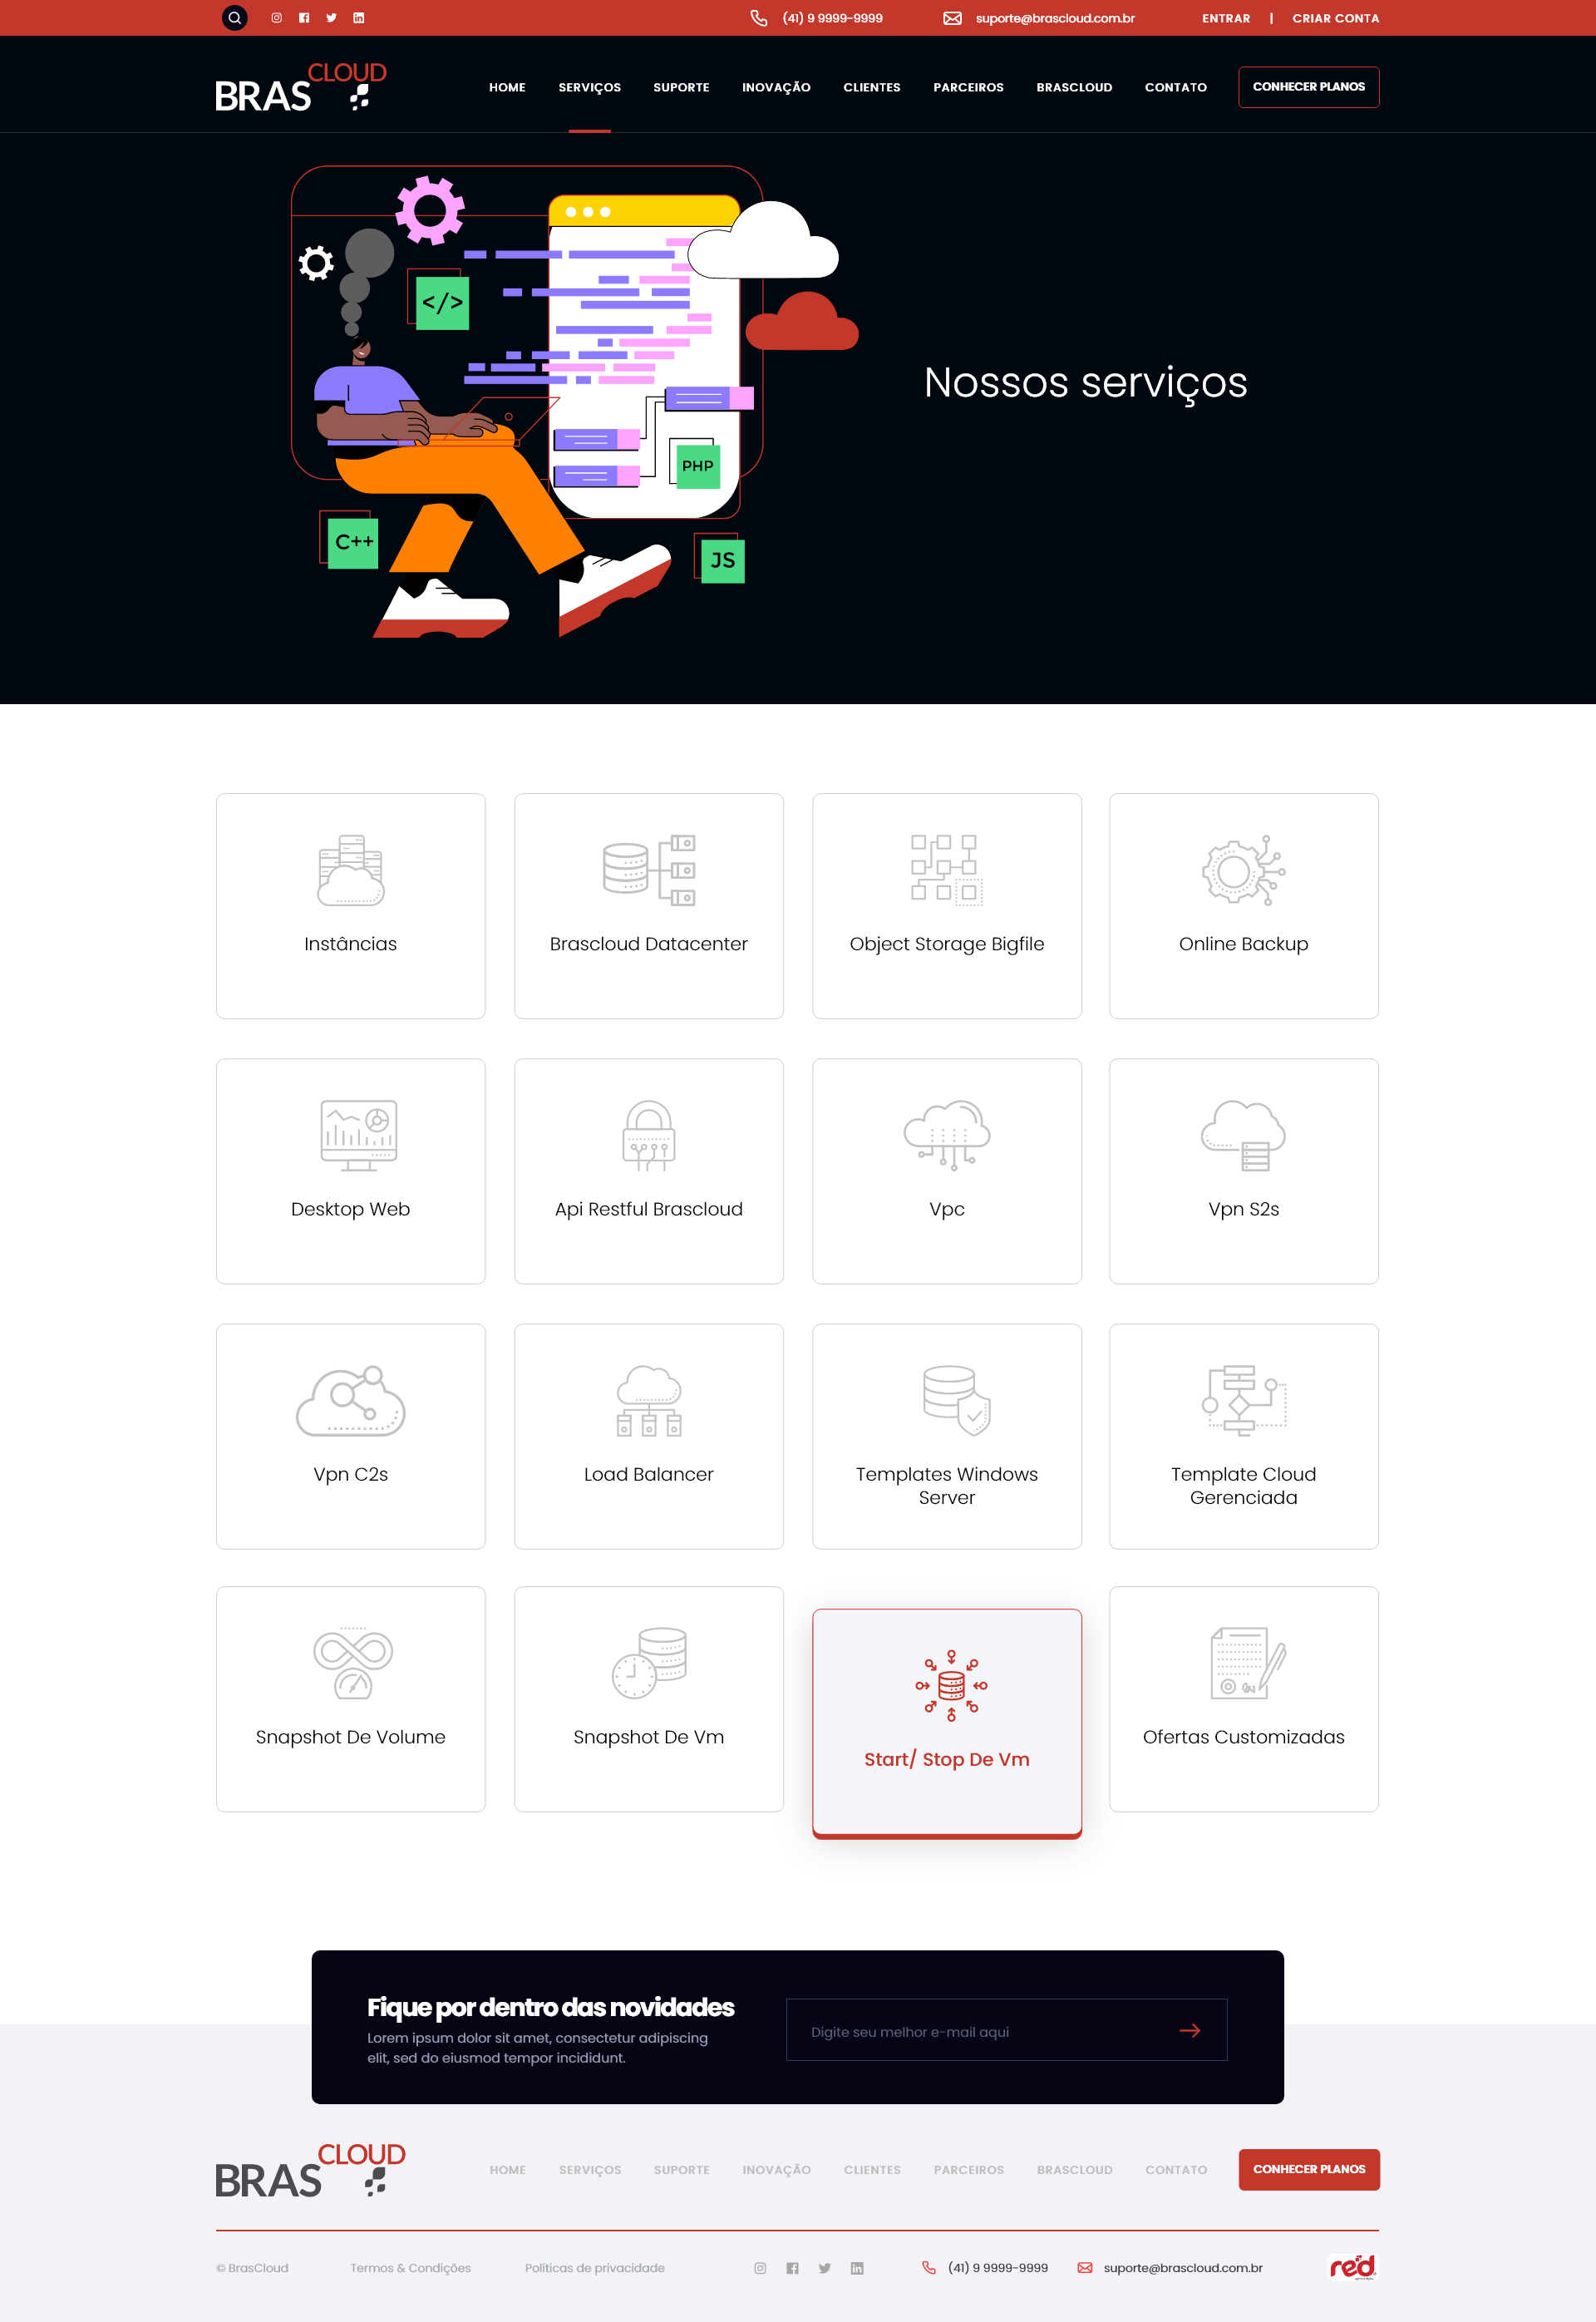 (41) 9 9999-9999
suporte@brascloud.com.br
ENTRAR | CRIAR CONTA
BRASCLOUD
HOME SERVIÇOS SUPORTE INOVAÇÃO CLIENTES PARCEIROS BRASCLOUD CONTATO
CONHECER PLANOS
</>
Nossos serviços
PHP
C++
JS
Instâncias
Brascloud Datacenter
Object Storage Bigfile
Online Backup
Desktop Web
Api Restful Brascloud
Vpc
Vpn S2s
Vpn C2s
Load Balancer
Templates Windows
Server
Template Cloud
Gerenciada
Snapshot De Volume
Snapshot De Vm
Start/ Stop De Vm
Ofertas Customizadas
Fique por dentro das novidades
Lorem ipsum dolor sit amet, consectetur adipiscing
elit, sed do eiusmod tempor incididunt.
Digite seu melhor e-mail aqui
BRASCLOUD
HOME SERVIÇOS SUPORTE INOVAÇÃO CLIENTES PARCEIROS BRASCLOUD CONTATO
CONHECER PLANOS
© BrasCloud
Termos & Condições
Políticas de privacidade
(41) 9 9999-9999
suporte@brascloud.com.br
red